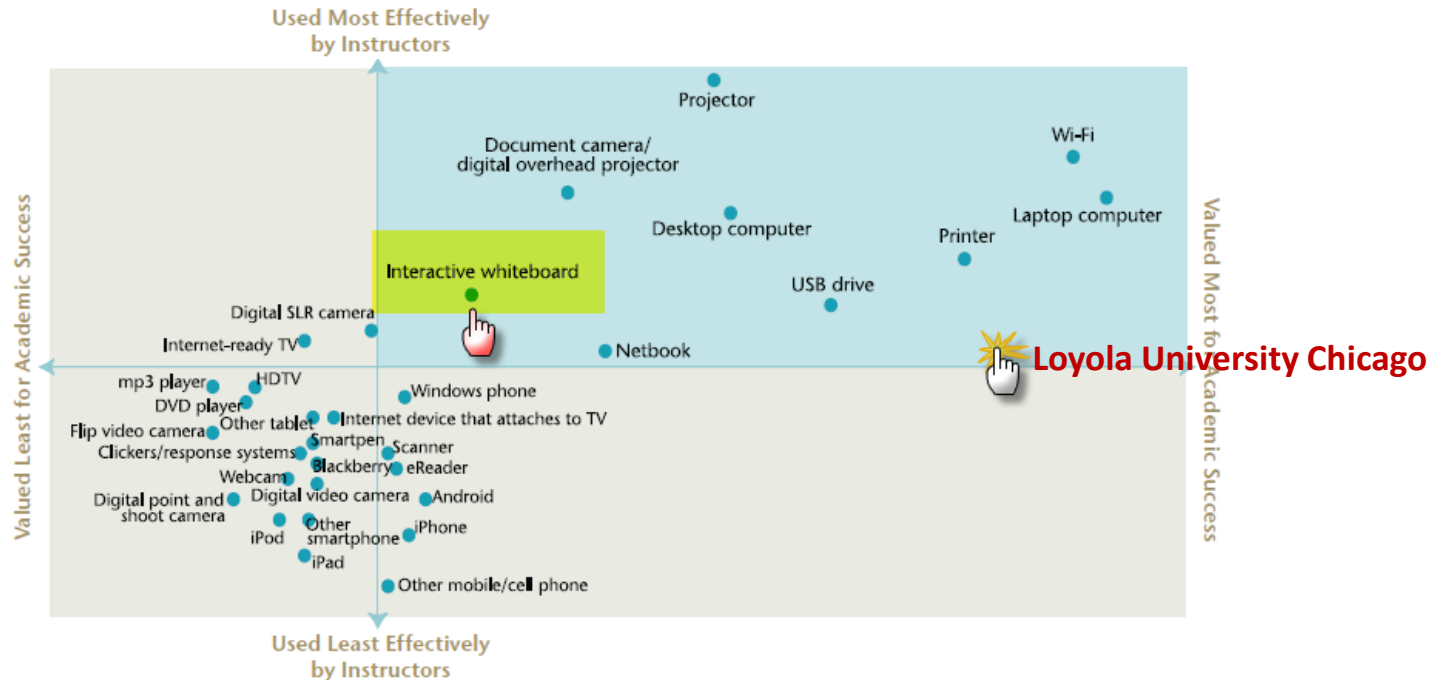 Used Most Effectively
by Instructors
Projector
Wi-Fi
Document camera/
digital overhead projector
Laptop computer
Desktop computer
Printer
Interactive whiteboard
USB drive
Digital SLR camera
Internet-ready TV
Netbook
Loyola University Chicago
mp3 player
HDTV
Windows phone
DVD player
Other tablet
Internet device that attaches to TV
Flip video camera
Smartpen
Clickers/response systems
Scanner
Blackberry
eReader
Webcam
Digital video camera
Android
Digital point and
shoot camera
iPod
Other
smartphone
iPhone
iPad
Other mobile/cell phone
Used Least Effectively
by Instructors
Valued Least for Academic Success
Valued Most for Academic Success